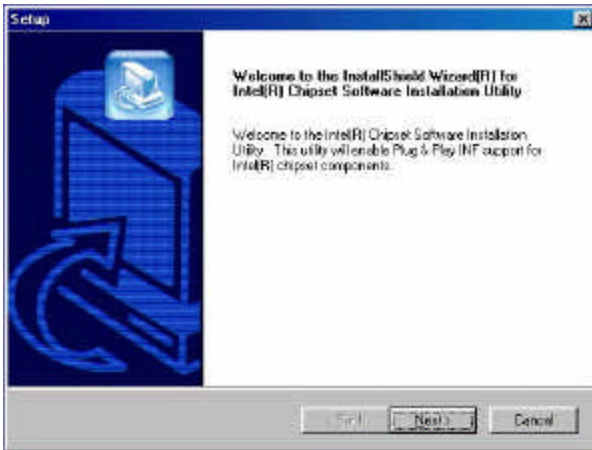 Setup
Welcome to the InstallShield Wizard(R) for
Intel(R) Chipset Software Installation Utility
Welcome to the Intel(R) Chipset Software Installation
Utility. This utility will enable Plug & Play INF support for
Intel(R) chipset components.
< Back
Next >
Cancel